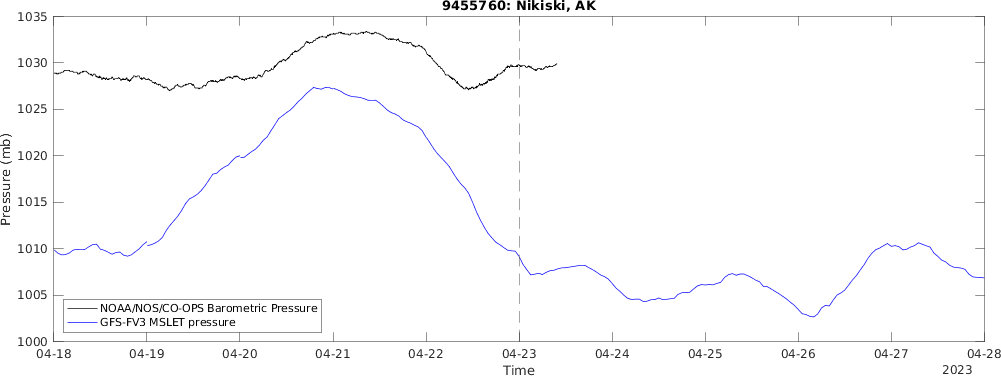 9455760: Nikiski, AK
Pressure (mb)
1035
1030
1025
1020
1015
1010
1005
1000
NOAA/NOS/CO-OPS Barometric Pressure
GFS-FV3 MSLET pressure
04-18 04-19 04-20 04-21 04-22 04-23 04-24 04-25 04-26 04-27 04-28
Time
2023